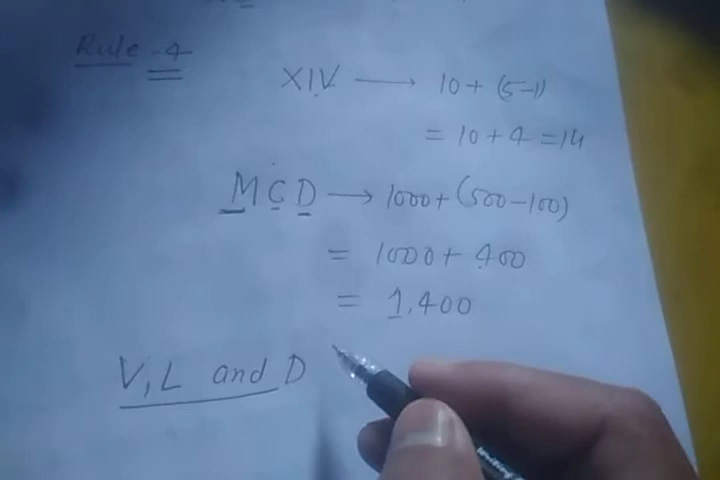 Rule - 4
XIV. → 10 + (5-1)
= 10 + 4 = 14
MCD → 1000 + (500 - 100)
= 1000 + 400
= 1,400
V, L and D